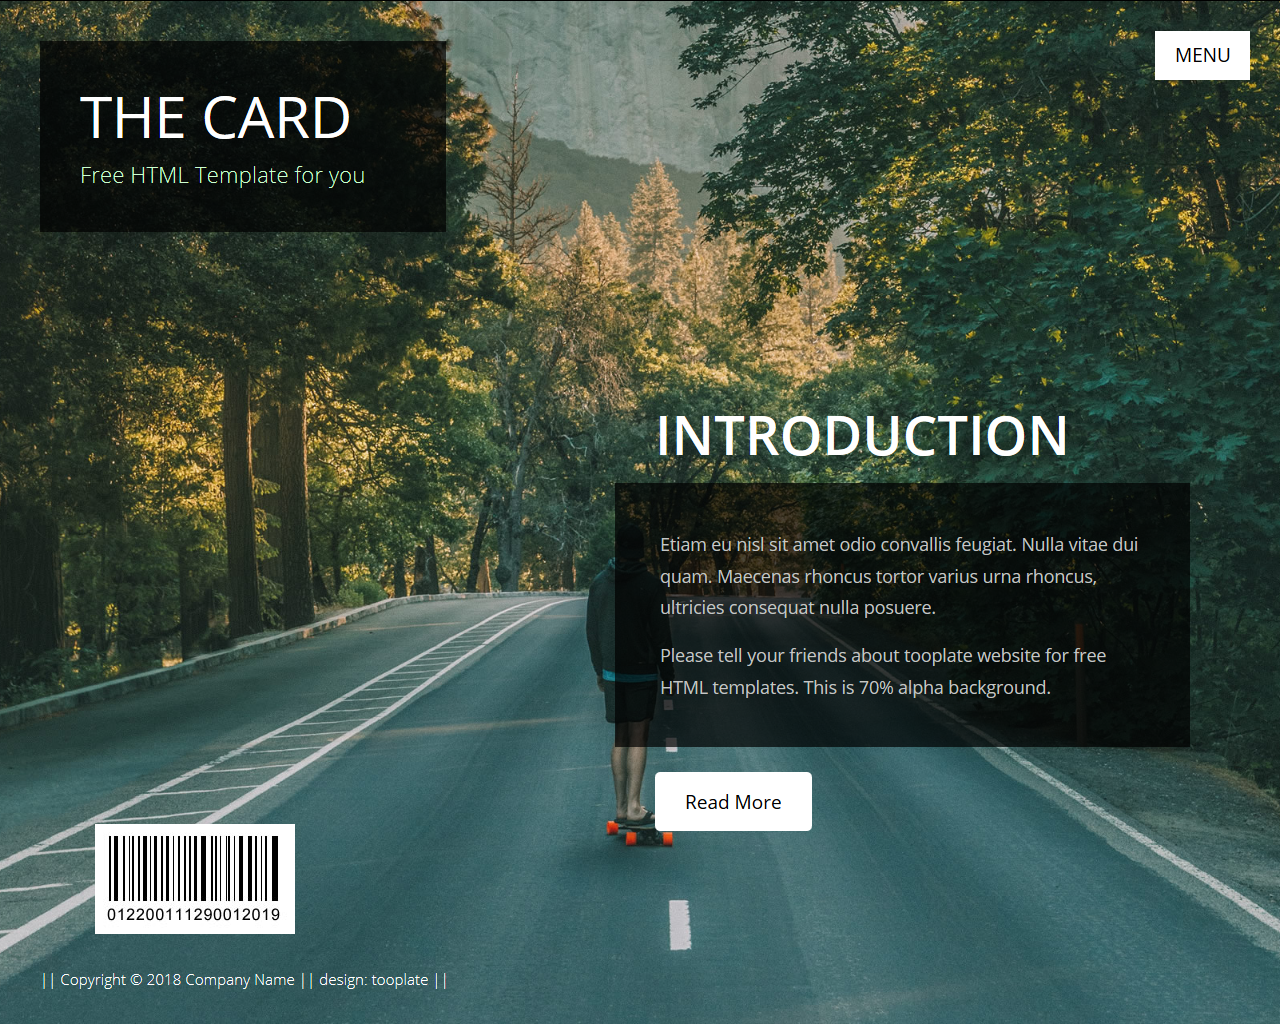 MENU
THE CARD
Free HTML Template for you
INTRODUCTION
Etiam eu nisl sit amet odio convallis feugiat. Nulla vitae dui
quam. Maecenas rhoncus tortor varius urna rhoncus,
ultricies consequat nulla posuere.
Please tell your friends about tooplate website for free
HTML templates. This is 70% alpha background.
Read More
012200111290012019
|| Copyright © 2018 Company Name || design: tooplate ||